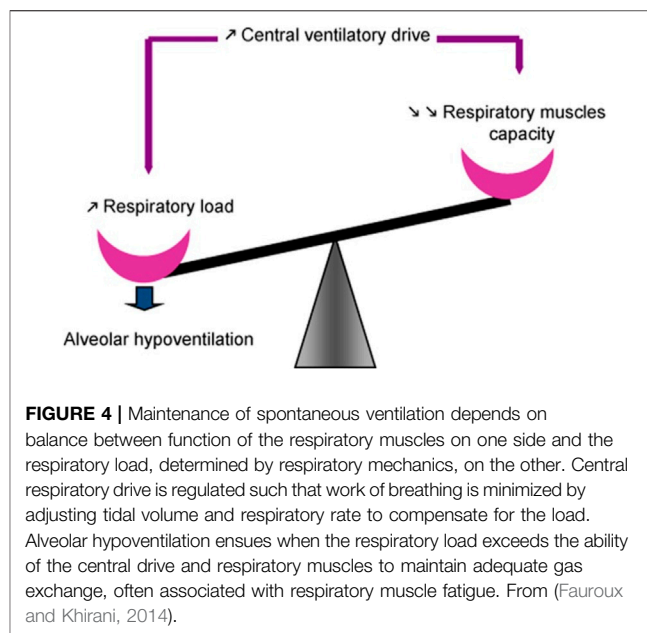 ↗ Central ventilatory drive
↘ ↘ Respiratory muscles
capacity
↗ Respiratory load
Alveolar hypoventilation
FIGURE 4 | Maintenance of spontaneous ventilation depends on
balance between function of the respiratory muscles on one side and the
respiratory load, determined by respiratory mechanics, on the other. Central
respiratory drive is regulated such that work of breathing is minimized by
adjusting tidal volume and respiratory rate to compensate for the load.
Alveolar hypoventilation ensues when the respiratory load exceeds the ability
of the central drive and respiratory muscles to maintain adequate gas
exchange, often associated with respiratory muscle fatigue. From (Fauroux
and Khirani, 2014).